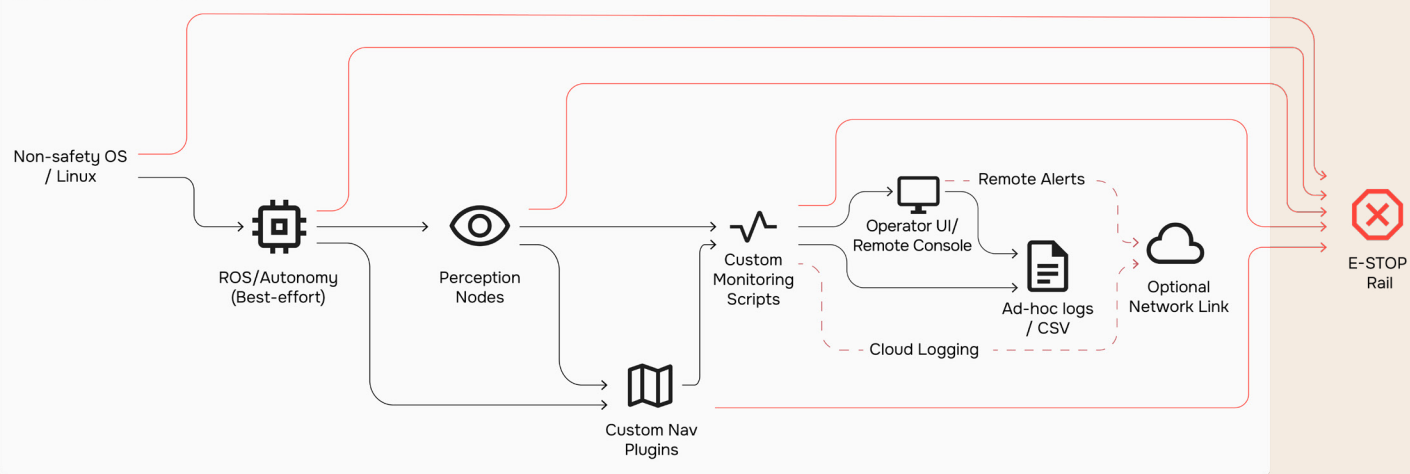 Non-safety OS
/ Linux
ROS/Autonomy
(Best-effort)
Perception
Nodes
Custom Nav
Plugins
Custom
Monitoring
Scripts
Operator UI/
Remote Console
Remote Alerts
Ad-hoc logs
/ CSV
Cloud Logging
Optional
Network Link
E-STOP
Rail